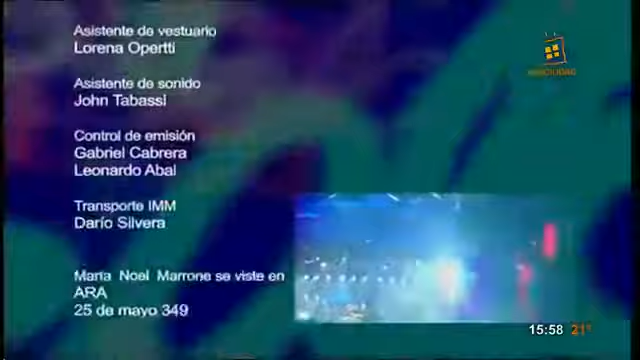 Asistente de vestuario
Lorena Opertti
Asistente de sonido
John Tabassi
Control de emisión
Gabriel Cabrera
Leonardo Abal
Transporte IMM
Darío Silvera
María Noel Marrone se viste en
ARA
25 de mayo 349
15:58 21°